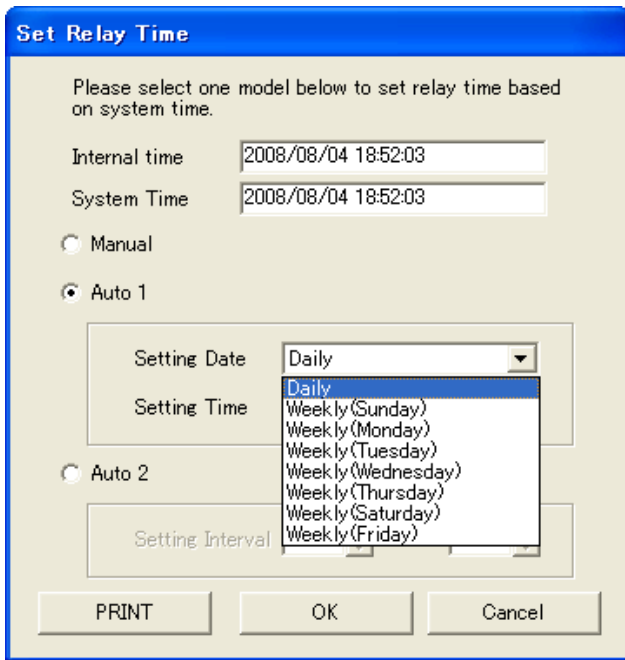 Set Relay Time
Please select one model below to set relay time based
on system time.
Internal time 2008/08/04 18:52:03
System Time 2008/08/04 18:52:03
Manual
Auto 1
Setting Date Daily
Daily
Setting Time
Weekly(Sunday)
Weekly(Monday)
Weekly(Tuesday)
Weekly(Wednesday)
Weekly(Thursday)
Weekly(Saturday)
Weekly(Friday)
Auto 2
Setting Interval
PRINT OK Cancel